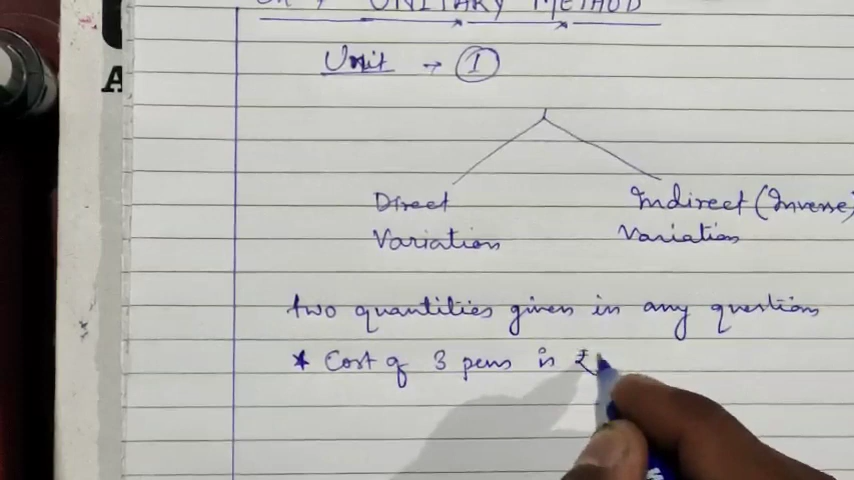 UNITARY METHOD
Unit → 1
Direct Indirect (Inverse)
Variation Variation
two quantities given in any questions
* Cost of 3 pens is ₹
A